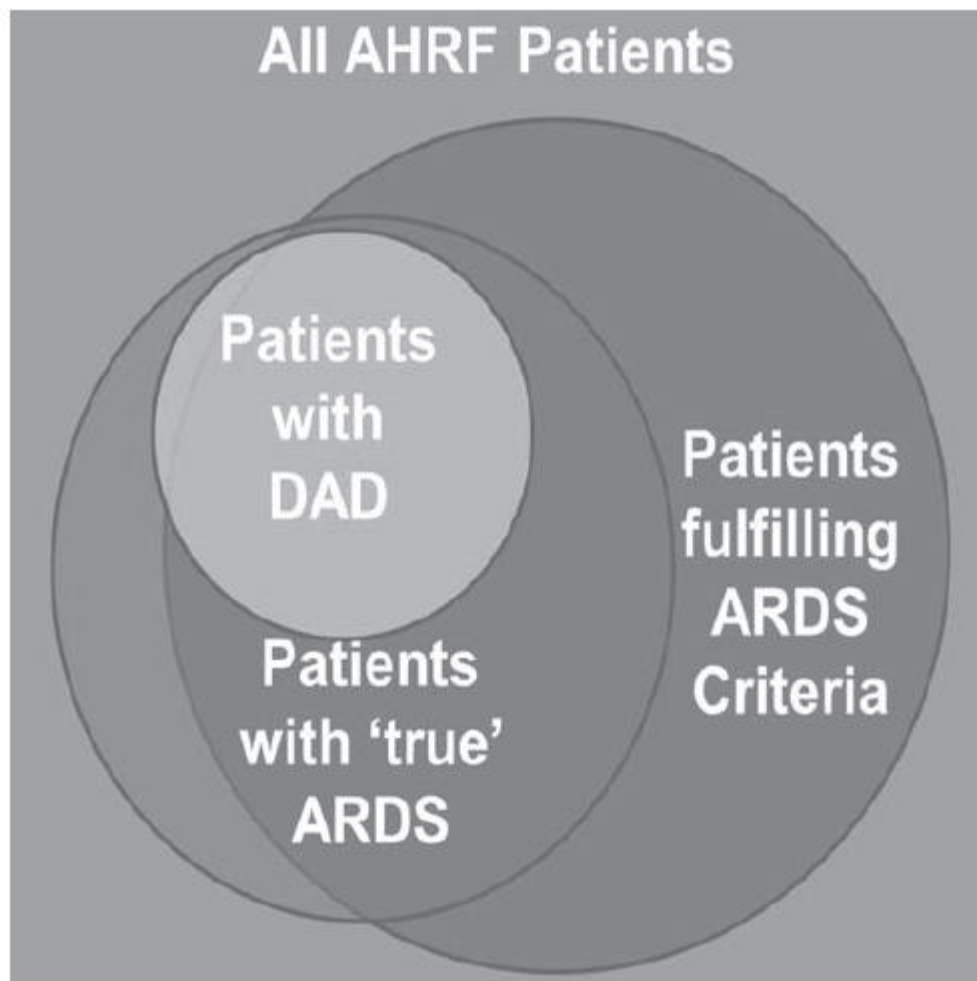 All AHRF Patients
Patients
with
DAD
Patients
fulfilling
ARDS
Criteria
Patients
with ‘true’
ARDS